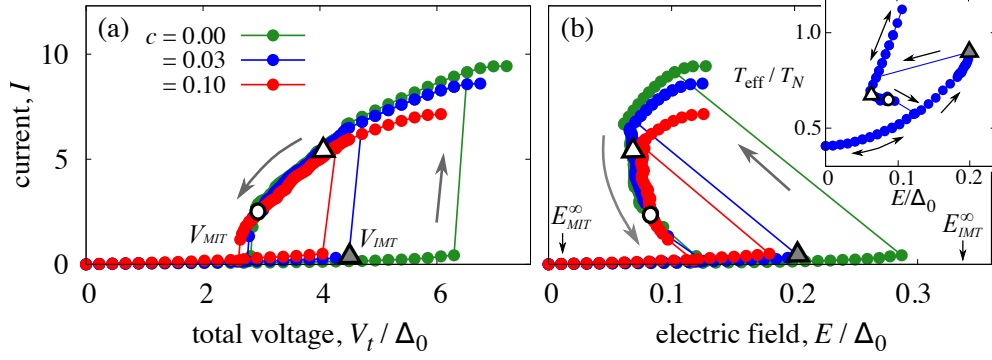 (a)
c = 0.00
= 0.03
= 0.10
current, I
10
5
0
V_MIT
V_IMT
0 2 4 6
total voltage, V_t / Δ_0
(b)
T_eff / T_N
E^∞_MIT
E^∞_IMT
0 0.1 0.2 0.3
electric field, E / Δ_0
1.0
0.5
0 0.1 0.2
E/Δ_0